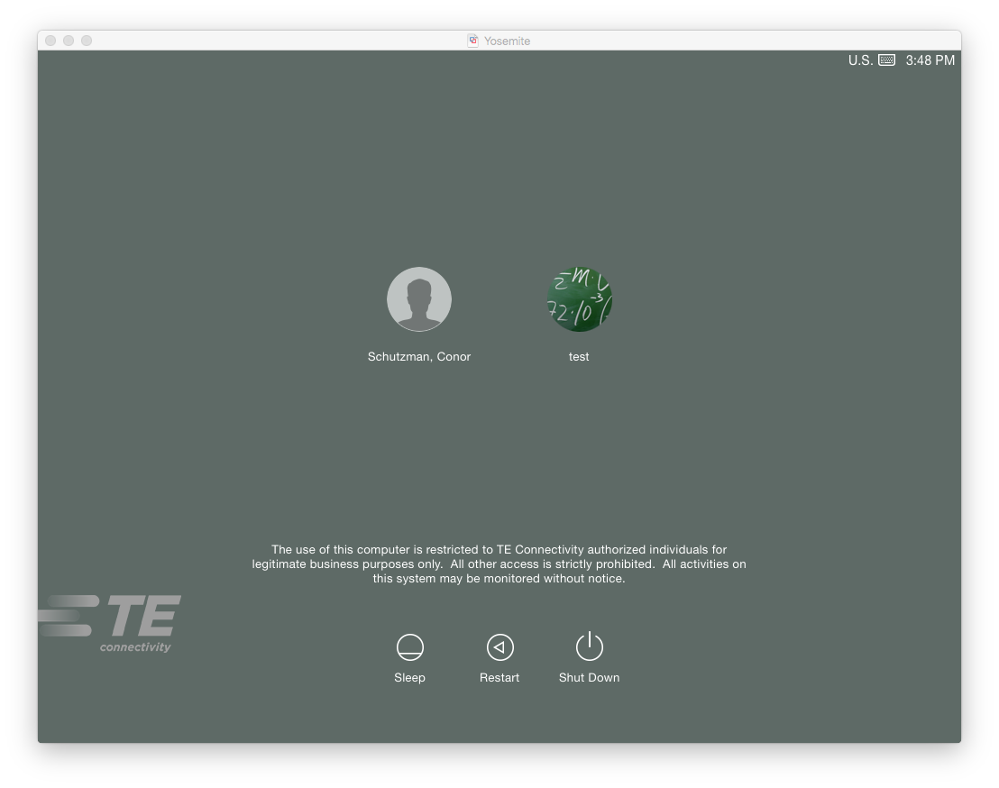 Yosemite
U.S. 3:48 PM
Schutzman, Conor
test
The use of this computer is restricted to TE Connectivity authorized individuals for
legitimate business purposes only.  All other access is strictly prohibited.  All activities on
this system may be monitored without notice.
TE
connectivity
Sleep
Restart
Shut Down